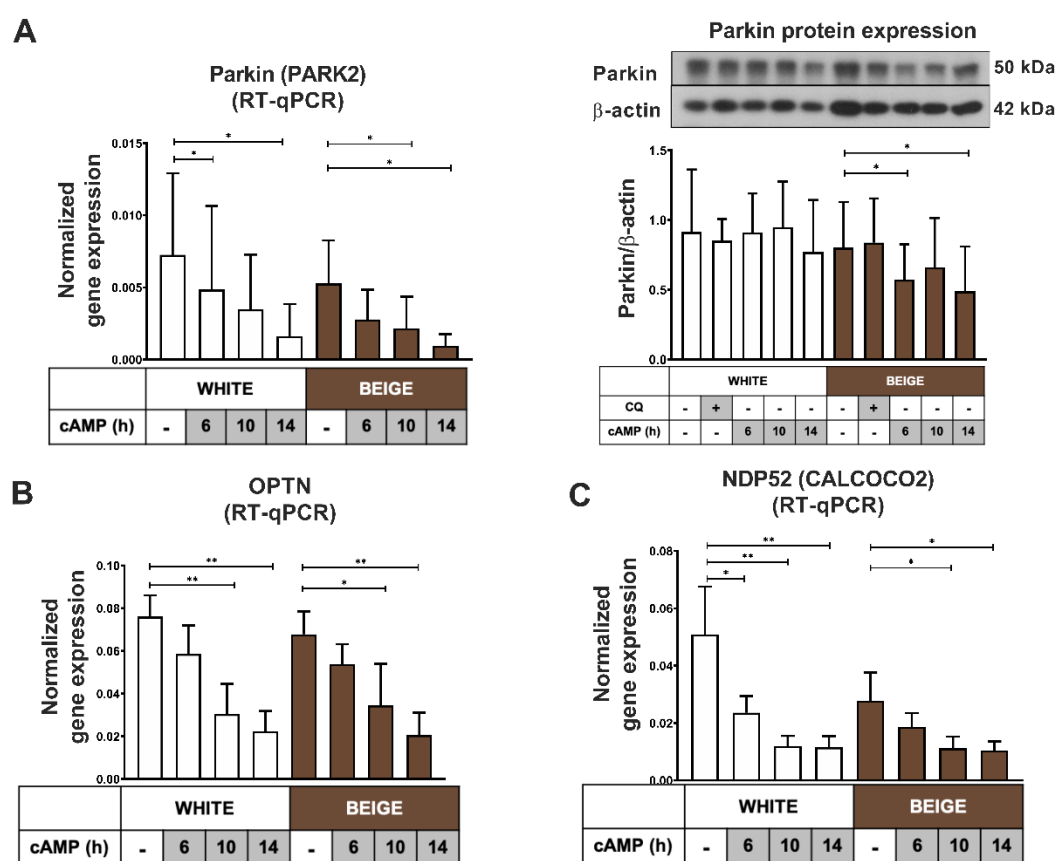 A
Parkin (PARK2)
(RT-qPCR)
Normalized
gene expression
0.015
0.010
0.005
0.000
*
*
*
*
WHITE BEIGE
cAMP (h) - 6 10 14 - 6 10 14
Parkin protein expression
Parkin 50 kDa
β-actin 42 kDa
Parkin/β-actin
1.5
1.0
0.5
0.0
*
*
WHITE BEIGE
CQ - + - - - - + - - -
cAMP (h) - - 6 10 14 - - 6 10 14
B
OPTN
(RT-qPCR)
Normalized
gene expression
0.10
0.08
0.06
0.04
0.02
0.00
**
**
**
*
WHITE BEIGE
cAMP (h) - 6 10 14 - 6 10 14
C
NDP52 (CALCOCO2)
(RT-qPCR)
Normalized
gene expression
0.08
0.06
0.04
0.02
0.00
**
**
*
*
*
WHITE BEIGE
cAMP (h) - 6 10 14 - 6 10 14